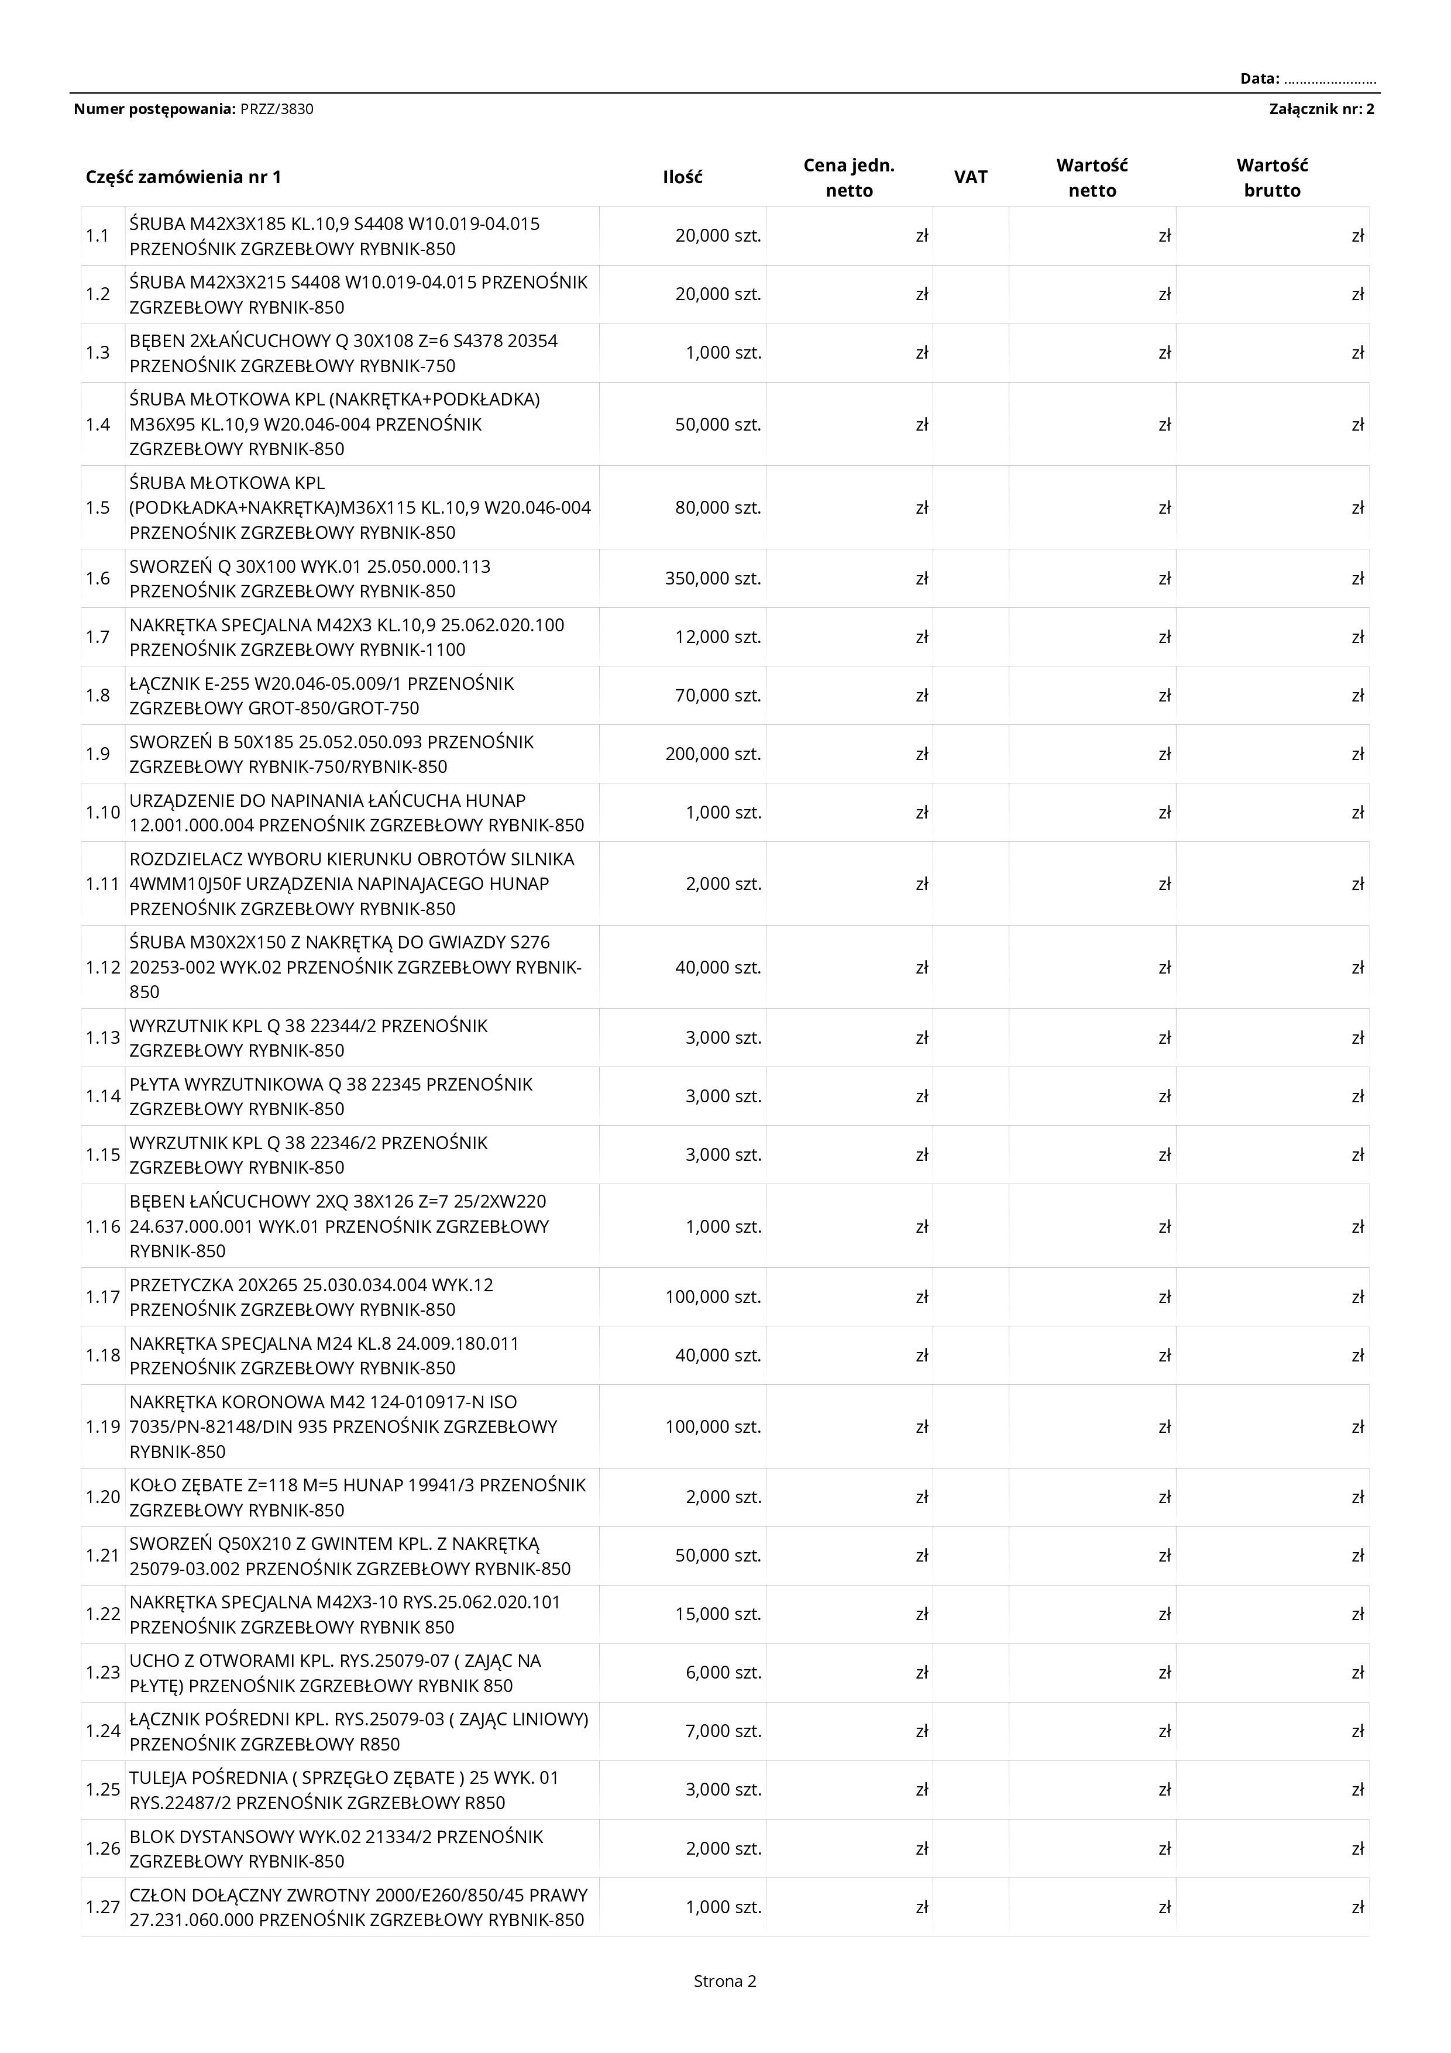 Data: ........................
Numer postępowania: PRZZ/3830 Załącznik nr: 2
Część zamówienia nr 1 Ilość Cena jedn. netto VAT Wartość netto Wartość brutto
1.1 ŚRUBA M42X3X185 KL.10,9 S4408 W10.019-04.015
PRZENOŚNIK ZGRZEBŁOWY RYBNIK-850 20,000 szt. zł zł zł
1.2 ŚRUBA M42X3X215 S4408 W10.019-04.015 PRZENOŚNIK
ZGRZEBŁOWY RYBNIK-850 20,000 szt. zł zł zł
1.3 BĘBEN 2XŁAŃCUCHOWY Q 30X108 Z=6 S4378 20354
PRZENOŚNIK ZGRZEBŁOWY RYBNIK-750 1,000 szt. zł zł zł
1.4 ŚRUBA MŁOTKOWA KPL (NAKRĘTKA+PODKŁADKA)
M36X95 KL.10,9 W20.046-004 PRZENOŚNIK
ZGRZEBŁOWY RYBNIK-850 50,000 szt. zł zł zł
1.5 ŚRUBA MŁOTKOWA KPL
(PODKŁADKA+NAKRĘTKA)M36X115 KL.10,9 W20.046-004
PRZENOŚNIK ZGRZEBŁOWY RYBNIK-850 80,000 szt. zł zł zł
1.6 SWORZEŃ Q 30X100 WYK.01 25.050.000.113
PRZENOŚNIK ZGRZEBŁOWY RYBNIK-850 350,000 szt. zł zł zł
1.7 NAKRĘTKA SPECJALNA M42X3 KL.10,9 25.062.020.100
PRZENOŚNIK ZGRZEBŁOWY RYBNIK-1100 12,000 szt. zł zł zł
1.8 ŁĄCZNIK E-255 W20.046-05.009/1 PRZENOŚNIK
ZGRZEBŁOWY GROT-850/GROT-750 70,000 szt. zł zł zł
1.9 SWORZEŃ B 50X185 25.052.050.093 PRZENOŚNIK
ZGRZEBŁOWY RYBNIK-750/RYBNIK-850 200,000 szt. zł zł zł
1.10 URZĄDZENIE DO NAPINANIA ŁAŃCUCHA HUNAP
12.001.000.004 PRZENOŚNIK ZGRZEBŁOWY RYBNIK-850 1,000 szt. zł zł zł
1.11 ROZDZIELACZ WYBORU KIERUNKU OBROTÓW SILNIKA
4WMM10J50F URZĄDZENIA NAPINAJACEGO HUNAP
PRZENOŚNIK ZGRZEBŁOWY RYBNIK-850 2,000 szt. zł zł zł
1.12 ŚRUBA M30X2X150 Z NAKRĘTKĄ DO GWIAZDY S276
20253-002 WYK.02 PRZENOŚNIK ZGRZEBŁOWY RYBNIK-
850 40,000 szt. zł zł zł
1.13 WYRZUTNIK KPL Q 38 22344/2 PRZENOŚNIK
ZGRZEBŁOWY RYBNIK-850 3,000 szt. zł zł zł
1.14 PŁYTA WYRZUTNIKOWA Q 38 22345 PRZENOŚNIK
ZGRZEBŁOWY RYBNIK-850 3,000 szt. zł zł zł
1.15 WYRZUTNIK KPL Q 38 22346/2 PRZENOŚNIK
ZGRZEBŁOWY RYBNIK-850 3,000 szt. zł zł zł
1.16 BĘBEN ŁAŃCUCHOWY 2XQ 38X126 Z=7 25/2XW220
24.637.000.001 WYK.01 PRZENOŚNIK ZGRZEBŁOWY
RYBNIK-850 1,000 szt. zł zł zł
1.17 PRZETYCZKA 20X265 25.030.034.004 WYK.12
PRZENOŚNIK ZGRZEBŁOWY RYBNIK-850 100,000 szt. zł zł zł
1.18 NAKRĘTKA SPECJALNA M24 KL.8 24.009.180.011
PRZENOŚNIK ZGRZEBŁOWY RYBNIK-850 40,000 szt. zł zł zł
1.19 NAKRĘTKA KORONOWA M42 124-010917-N ISO
7035/PN-82148/DIN 935 PRZENOŚNIK ZGRZEBŁOWY
RYBNIK-850 100,000 szt. zł zł zł
1.20 KOŁO ZĘBATE Z=118 M=5 HUNAP 19941/3 PRZENOŚNIK
ZGRZEBŁOWY RYBNIK-850 2,000 szt. zł zł zł
1.21 SWORZEŃ Q50X210 Z GWINTEM KPL. Z NAKRĘTKĄ
25079-03.002 PRZENOŚNIK ZGRZEBŁOWY RYBNIK-850 50,000 szt. zł zł zł
1.22 NAKRĘTKA SPECJALNA M42X3-10 RYS.25.062.020.101
PRZENOŚNIK ZGRZEBŁOWY RYBNIK 850 15,000 szt. zł zł zł
1.23 UCHO Z OTWORAMI KPL. RYS.25079-07 ( ZAJĄC NA
PŁYTĘ) PRZENOŚNIK ZGRZEBŁOWY RYBNIK 850 6,000 szt. zł zł zł
1.24 ŁĄCZNIK POŚREDNI KPL. RYS.25079-03 ( ZAJĄC LINIOWY)
PRZENOŚNIK ZGRZEBŁOWY R850 7,000 szt. zł zł zł
1.25 TULEJA POŚREDNIA ( SPRZĘGŁO ZĘBATE ) 25 WYK. 01
RYS.22487/2 PRZENOŚNIK ZGRZEBŁOWY R850 3,000 szt. zł zł zł
1.26 BLOK DYSTANSOWY WYK.02 21334/2 PRZENOŚNIK
ZGRZEBŁOWY RYBNIK-850 2,000 szt. zł zł zł
1.27 CZŁON DOŁĄCZNY ZWROTNY 2000/E260/850/45 PRAWY
27.231.060.000 PRZENOŚNIK ZGRZEBŁOWY RYBNIK-850 1,000 szt. zł zł zł
Strona 2